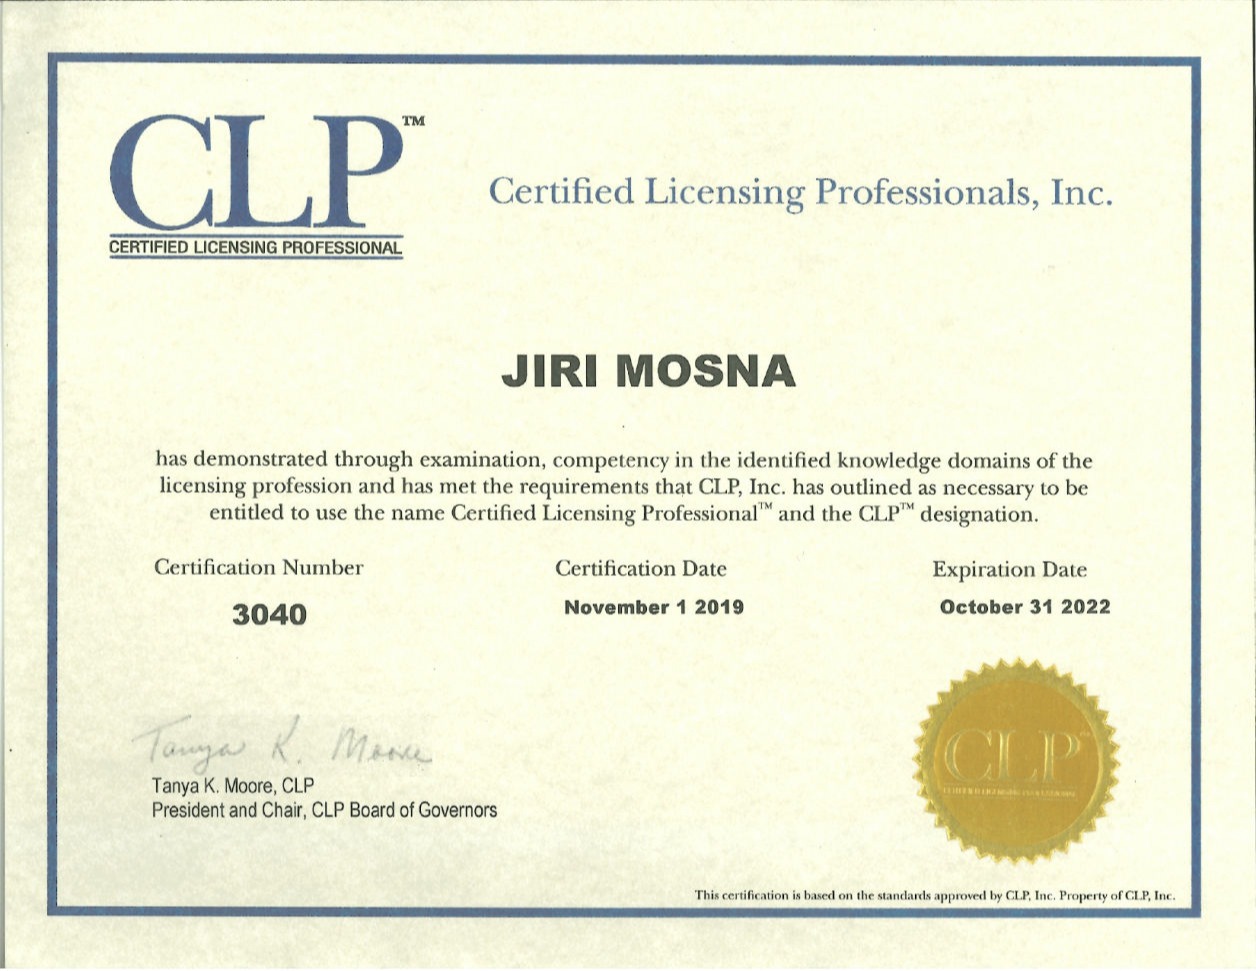 CLP™
CERTIFIED LICENSING PROFESSIONAL
Certified Licensing Professionals, Inc.
JIRI MOSNA
has demonstrated through examination, competency in the identified knowledge domains of the
licensing profession and has met the requirements that CLP, Inc. has outlined as necessary to be
entitled to use the name Certified Licensing Professional™ and the CLP™ designation.
Certification Number Certification Date Expiration Date
3040 November 1 2019 October 31 2022
Tanya K. Moore
Tanya K. Moore, CLP
President and Chair, CLP Board of Governors
CLP™
CERTIFIED LICENSING PROFESSIONAL
This certification is based on the standards approved by CLP, Inc. Property of CLP, Inc.